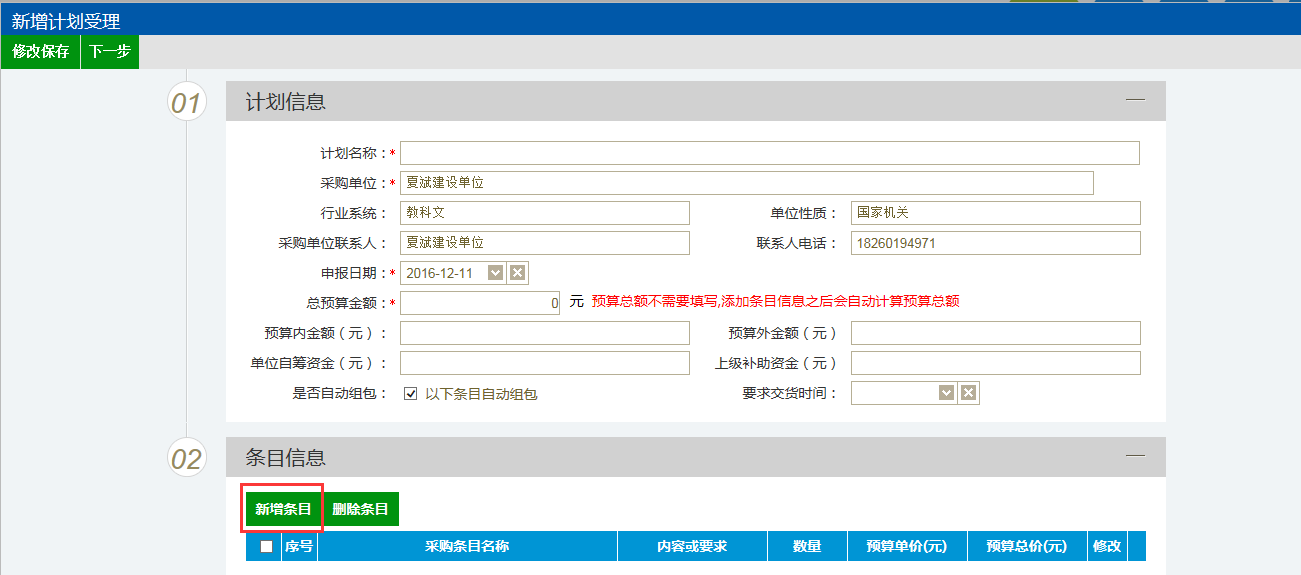 新增计划受理
修改保存 下一步
01 计划信息
计划名称：*
采购单位：* 夏斌建设单位
行业系统： 教科文 单位性质： 国家机关
采购单位联系人： 夏斌建设单位 联系人电话： 18260194971
申报日期：* 2016-12-11
总预算金额：* 0 元 预算总额不需要填写,添加条目信息之后会自动计算预算总额
预算内金额（元）： 预算外金额（元）
单位自筹资金（元）： 上级补助资金（元）
是否自动组包： 以下条目自动组包 要求交货时间：
02 条目信息
新增条目 删除条目
序号 采购条目名称 内容或要求 数量 预算单价(元) 预算总价(元) 修改